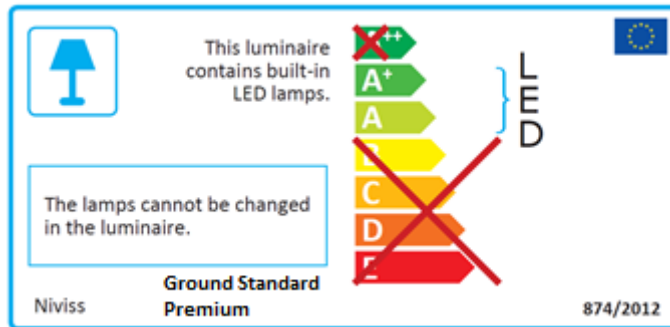 This luminaire
contains built-in
LED lamps.
A++
A+
A
B
C
D
E
LED
The lamps cannot be changed
in the luminaire.
Ground Standard
Premium
Niviss
874/2012